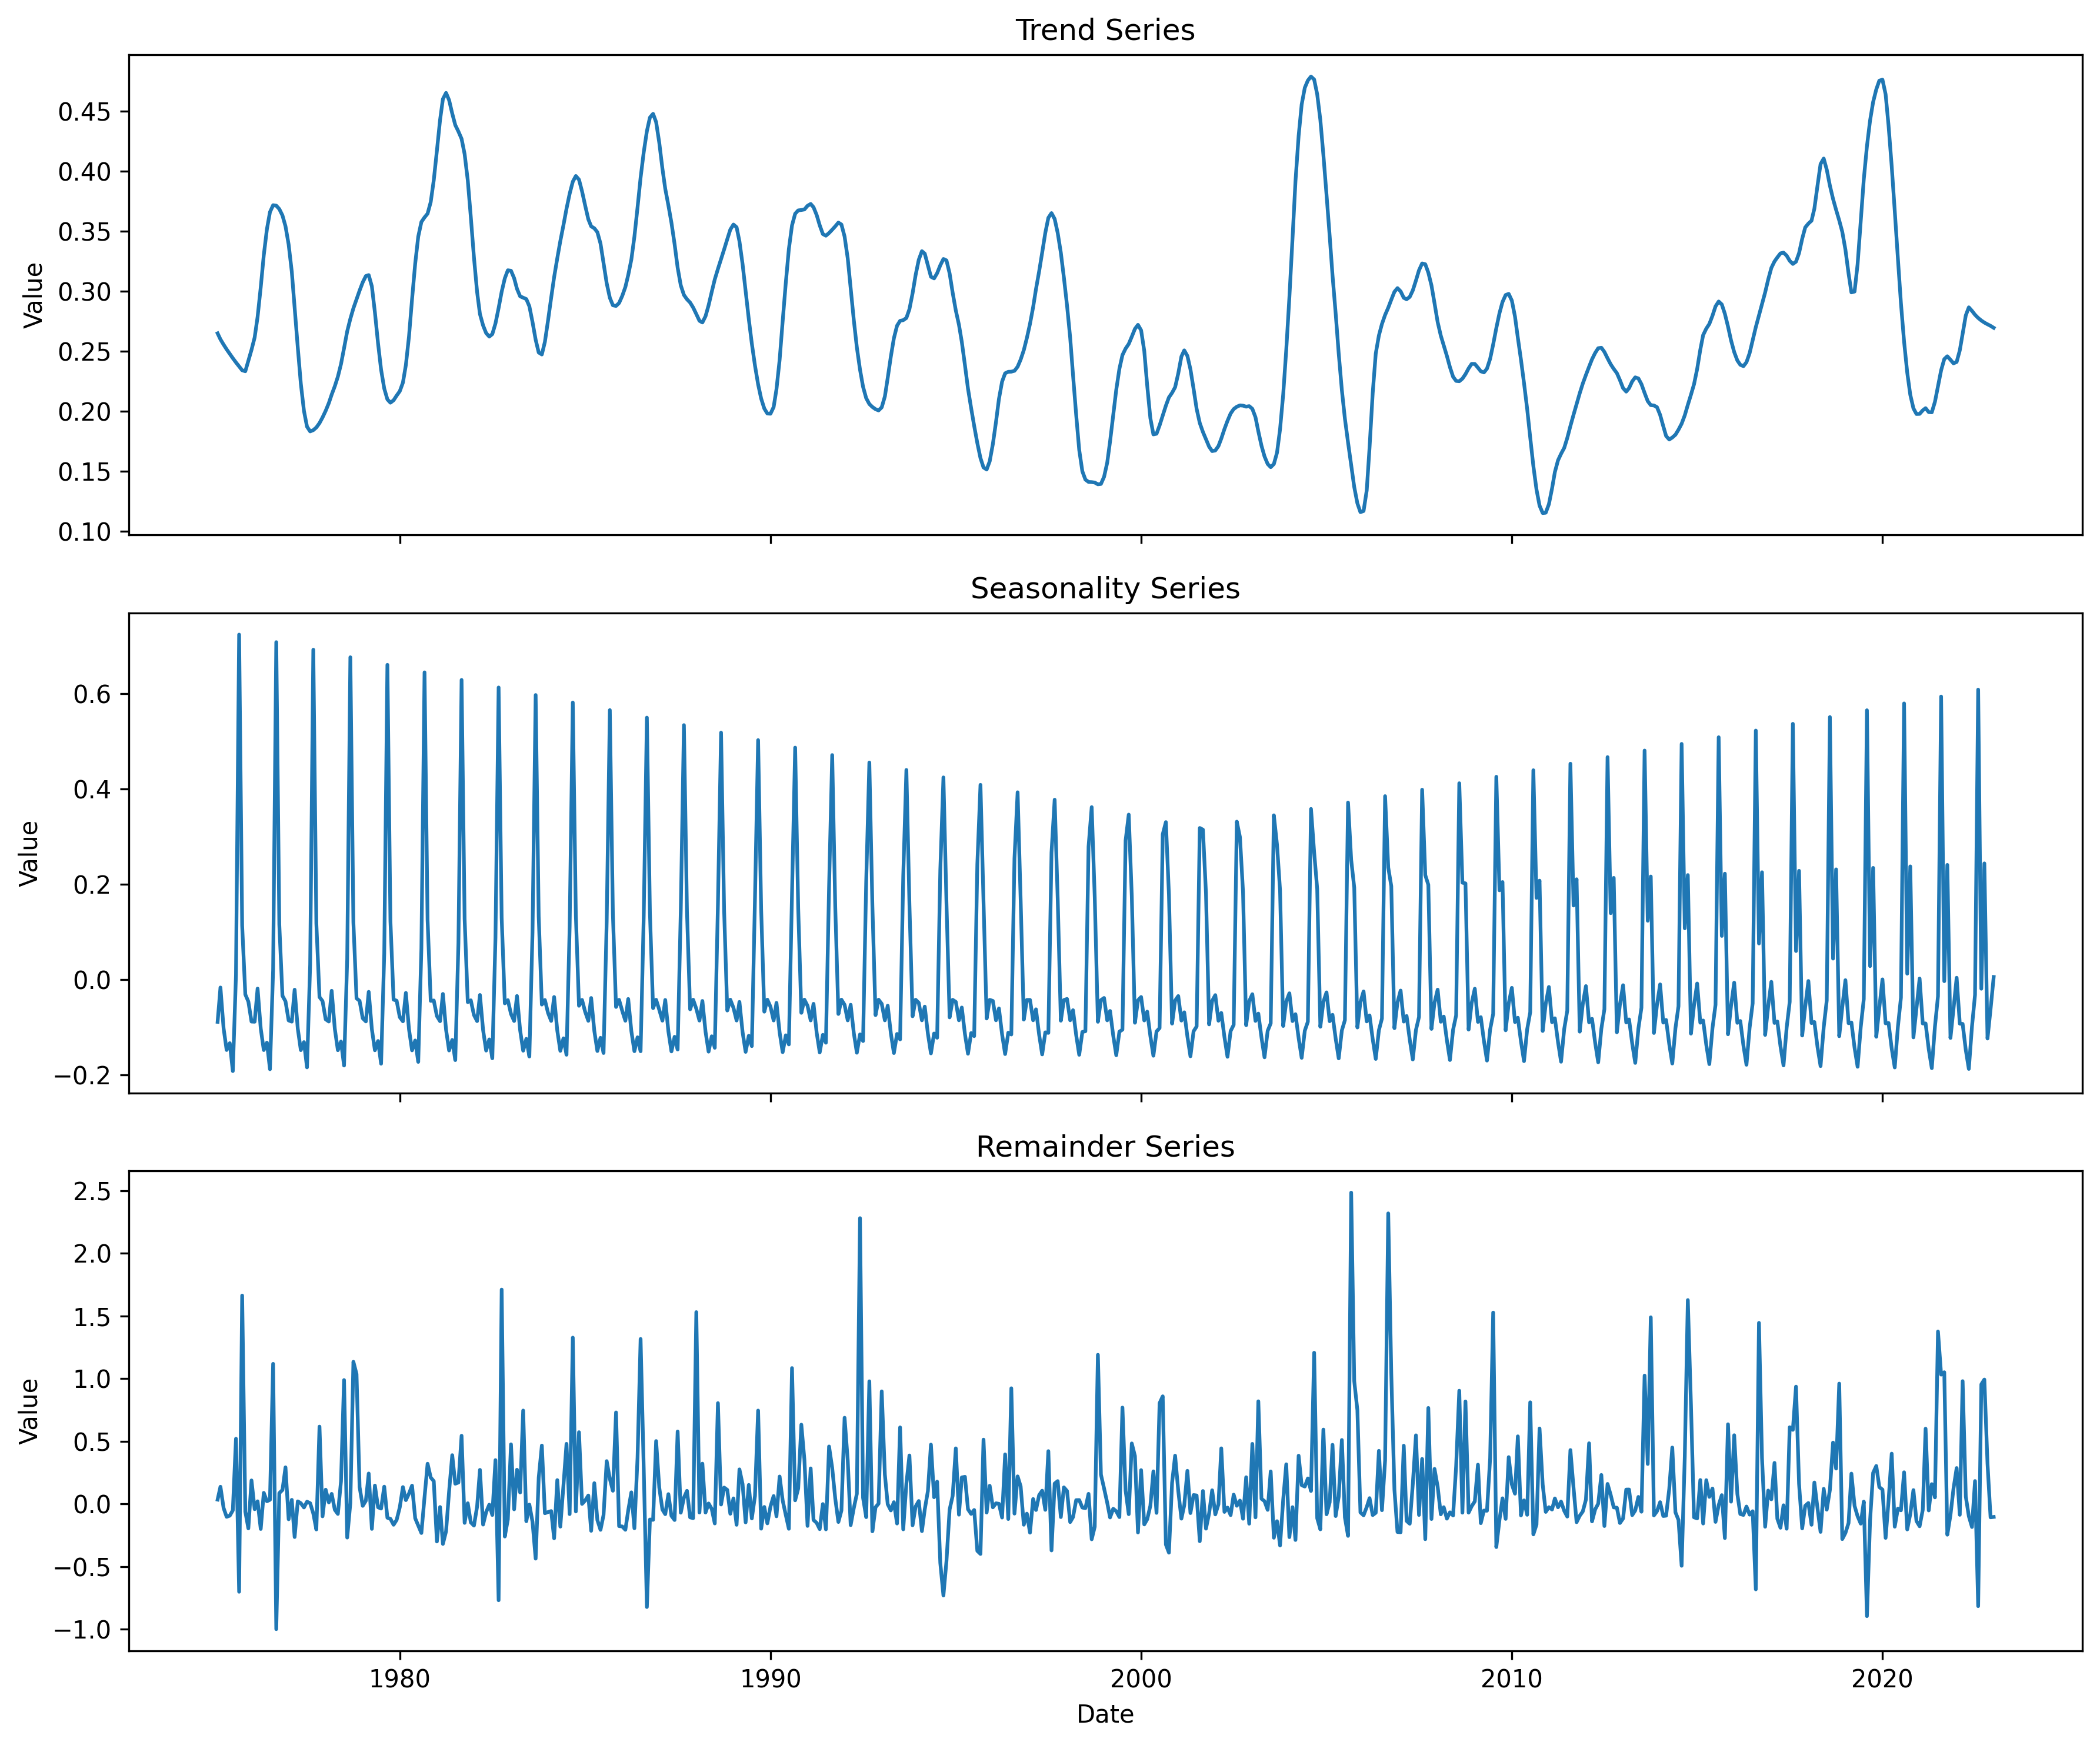 Trend Series
Value
0.45
0.40
0.35
0.30
0.25
0.20
0.15
0.10
Seasonality Series
Value
0.6
0.4
0.2
0.0
−0.2
Remainder Series
Value
2.5
2.0
1.5
1.0
0.5
0.0
−0.5
−1.0
1980 1990 2000 2010 2020
Date